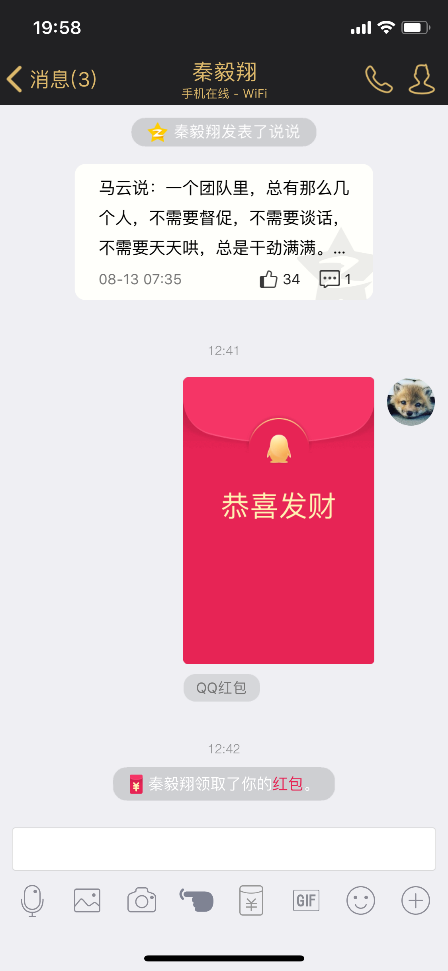 19:58
消息(3)
秦毅翔
手机在线 - WiFi
秦毅翔发表了说说
马云说：一个团队里，总有那么几
个人，不需要督促，不需要谈话，
不需要天天哄，总是干劲满满。...
08-13 07:35
34
1
12:41
恭喜发财
QQ红包
12:42
¥ 秦毅翔领取了你的红包。
¥
GIF